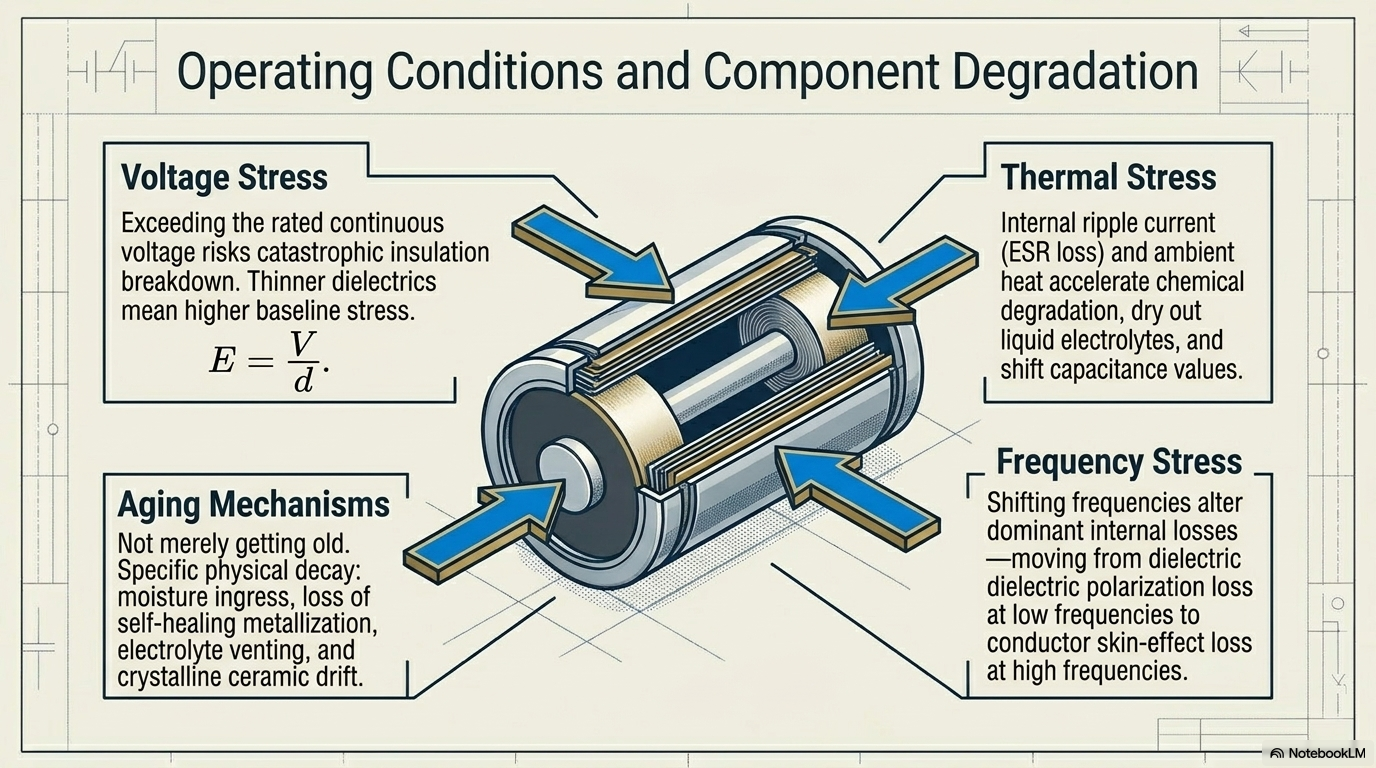 Operating Conditions and Component Degradation
Voltage Stress
Exceeding the rated continuous
voltage risks catastrophic insulation
breakdown. Thinner dielectrics
mean higher baseline stress.
E = V/d.
Thermal Stress
Internal ripple current
(ESR loss) and ambient
heat accelerate chemical
degradation, dry out
liquid electrolytes, and
shift capacitance values.
Aging Mechanisms
Not merely getting old.
Specific physical decay:
moisture ingress, loss of
self-healing metallization,
electrolyte venting, and
crystalline ceramic drift.
Frequency Stress
Shifting frequencies alter
dominant internal losses
—moving from dielectric
dielectric polarization loss
at low frequencies to
conductor skin-effect loss
at high frequencies.
NotebookLM